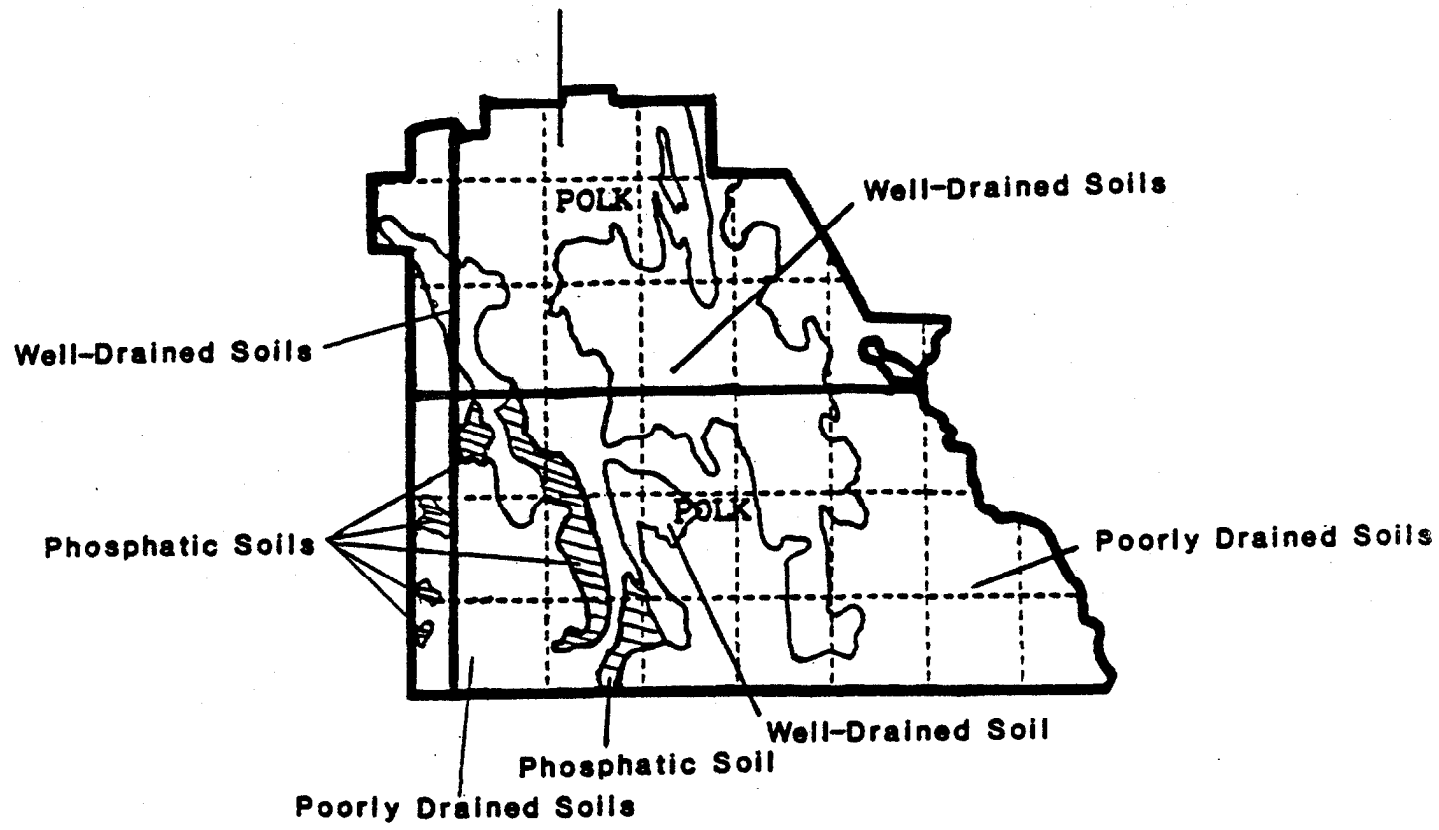 POLK
Well-Drained Soils
Well-Drained Soils
POLK
Phosphatic Soils
Poorly Drained Soils
Well-Drained Soil
Phosphatic Soil
Poorly Drained Soils